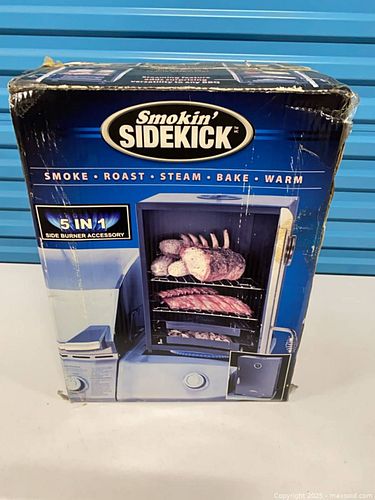 Smokin'
SIDEKICK
SMOKE • ROAST • STEAM • BAKE • WARM
5 IN 1
SIDE BURNER ACCESSORY
Copyright 2025 - maxsold.com